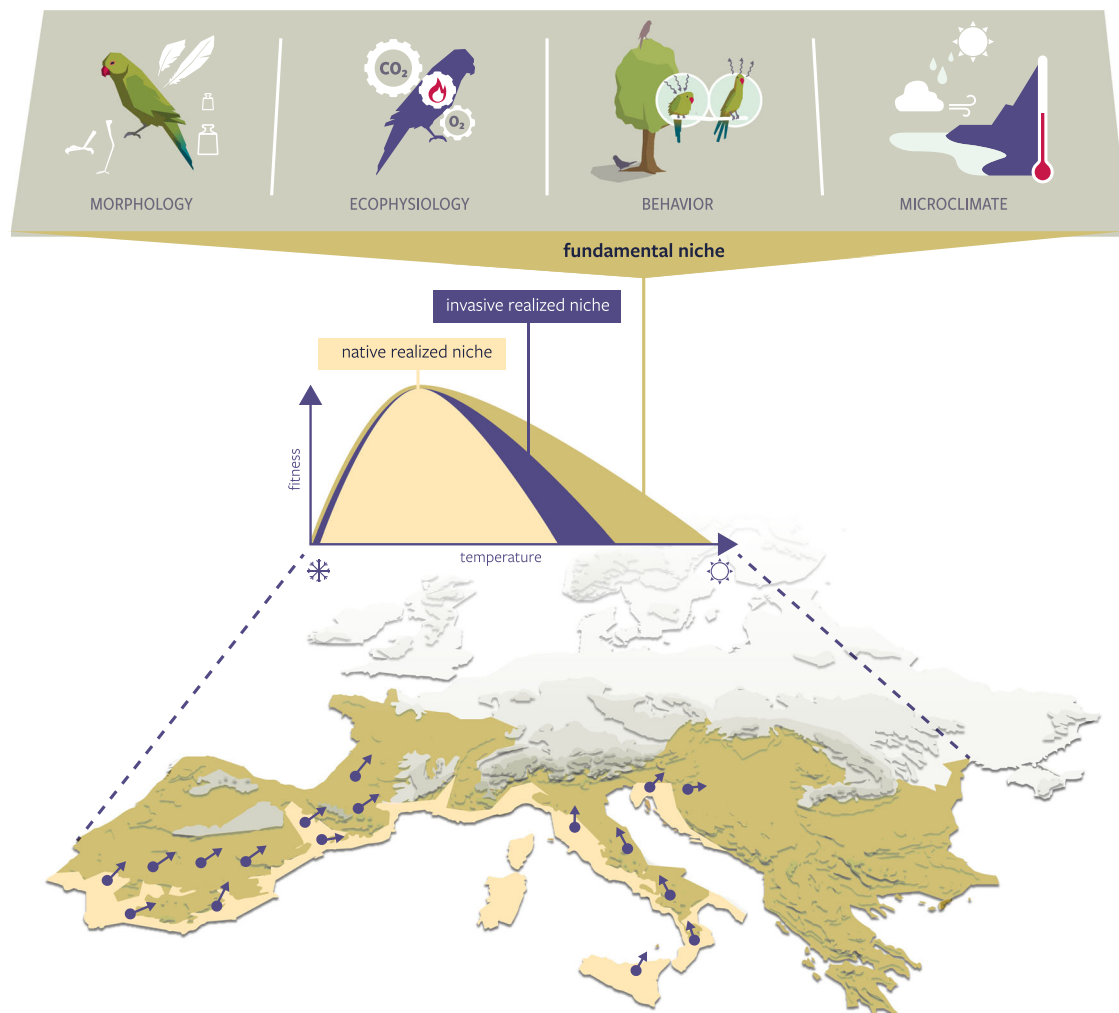 CO₂
O₂
MORPHOLOGY
ECOPHYSIOLOGY
BEHAVIOR
MICROCLIMATE
fundamental niche
invasive realized niche
native realized niche
fitness
temperature